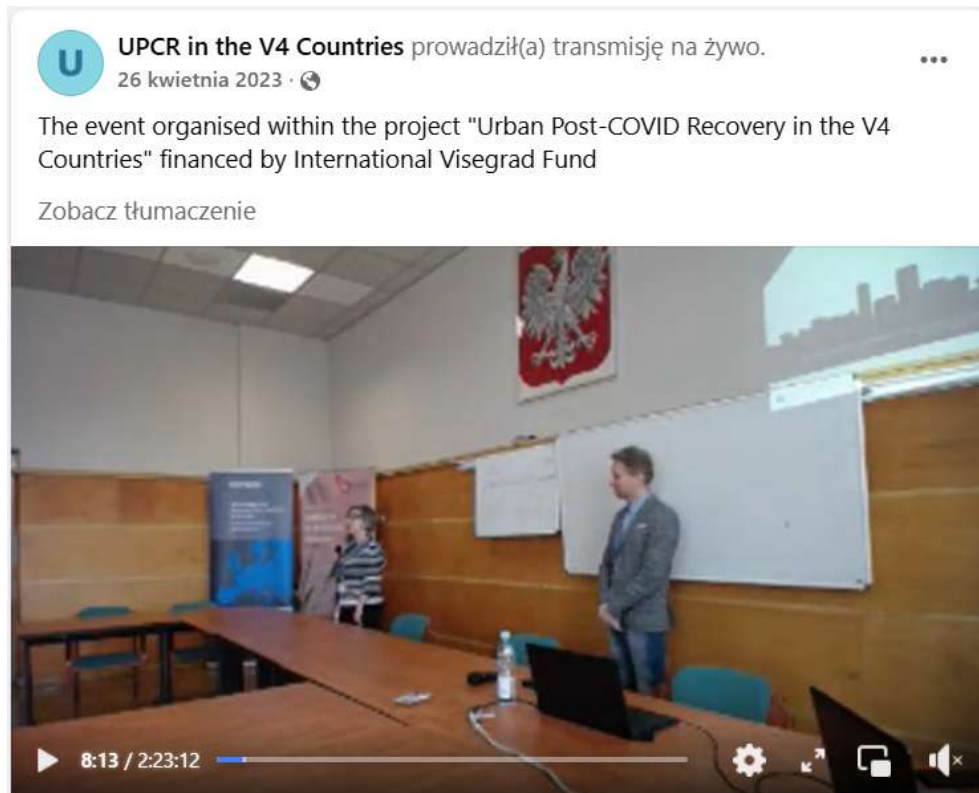 U
UPCR in the V4 Countries prowadził(a) transmisję na żywo.
26 kwietnia 2023 ·
The event organised within the project "Urban Post-COVID Recovery in the V4
Countries" financed by International Visegrad Fund
Zobacz tłumaczenie
8:13 / 2:23:12